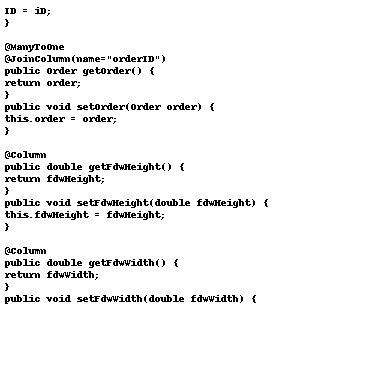 ID = iD;
}
@ManyToOne
@JoinColumn(name="orderID")
public Order getOrder() {
return order;
}
public void setOrder(Order order) {
this.order = order;
}
@Column
public double getFdwHeight() {
return fdwHeight;
}
public void setFdwHeight(double fdwHeight) {
this.fdwHeight = fdwHeight;
}
@Column
public double getFdwWidth() {
return fdwWidth;
}
public void setFdwWidth(double fdwWidth) {